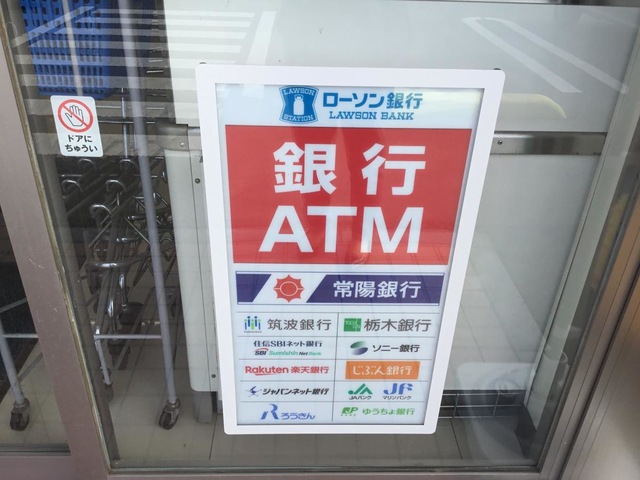 LAWSON
STATION
ローソン銀行
LAWSON BANK
ドアに
ちゅうい
銀行
ATM
常陽銀行
筑波銀行
栃木銀行
住信SBIネット銀行
SBI Sumishin Net Bank
ソニー銀行
Rakuten 楽天銀行
じぶん銀行
ジャパンネット銀行
JA
JAバンク
JF
マリンバンク
ろうきん
ゆうちょ銀行